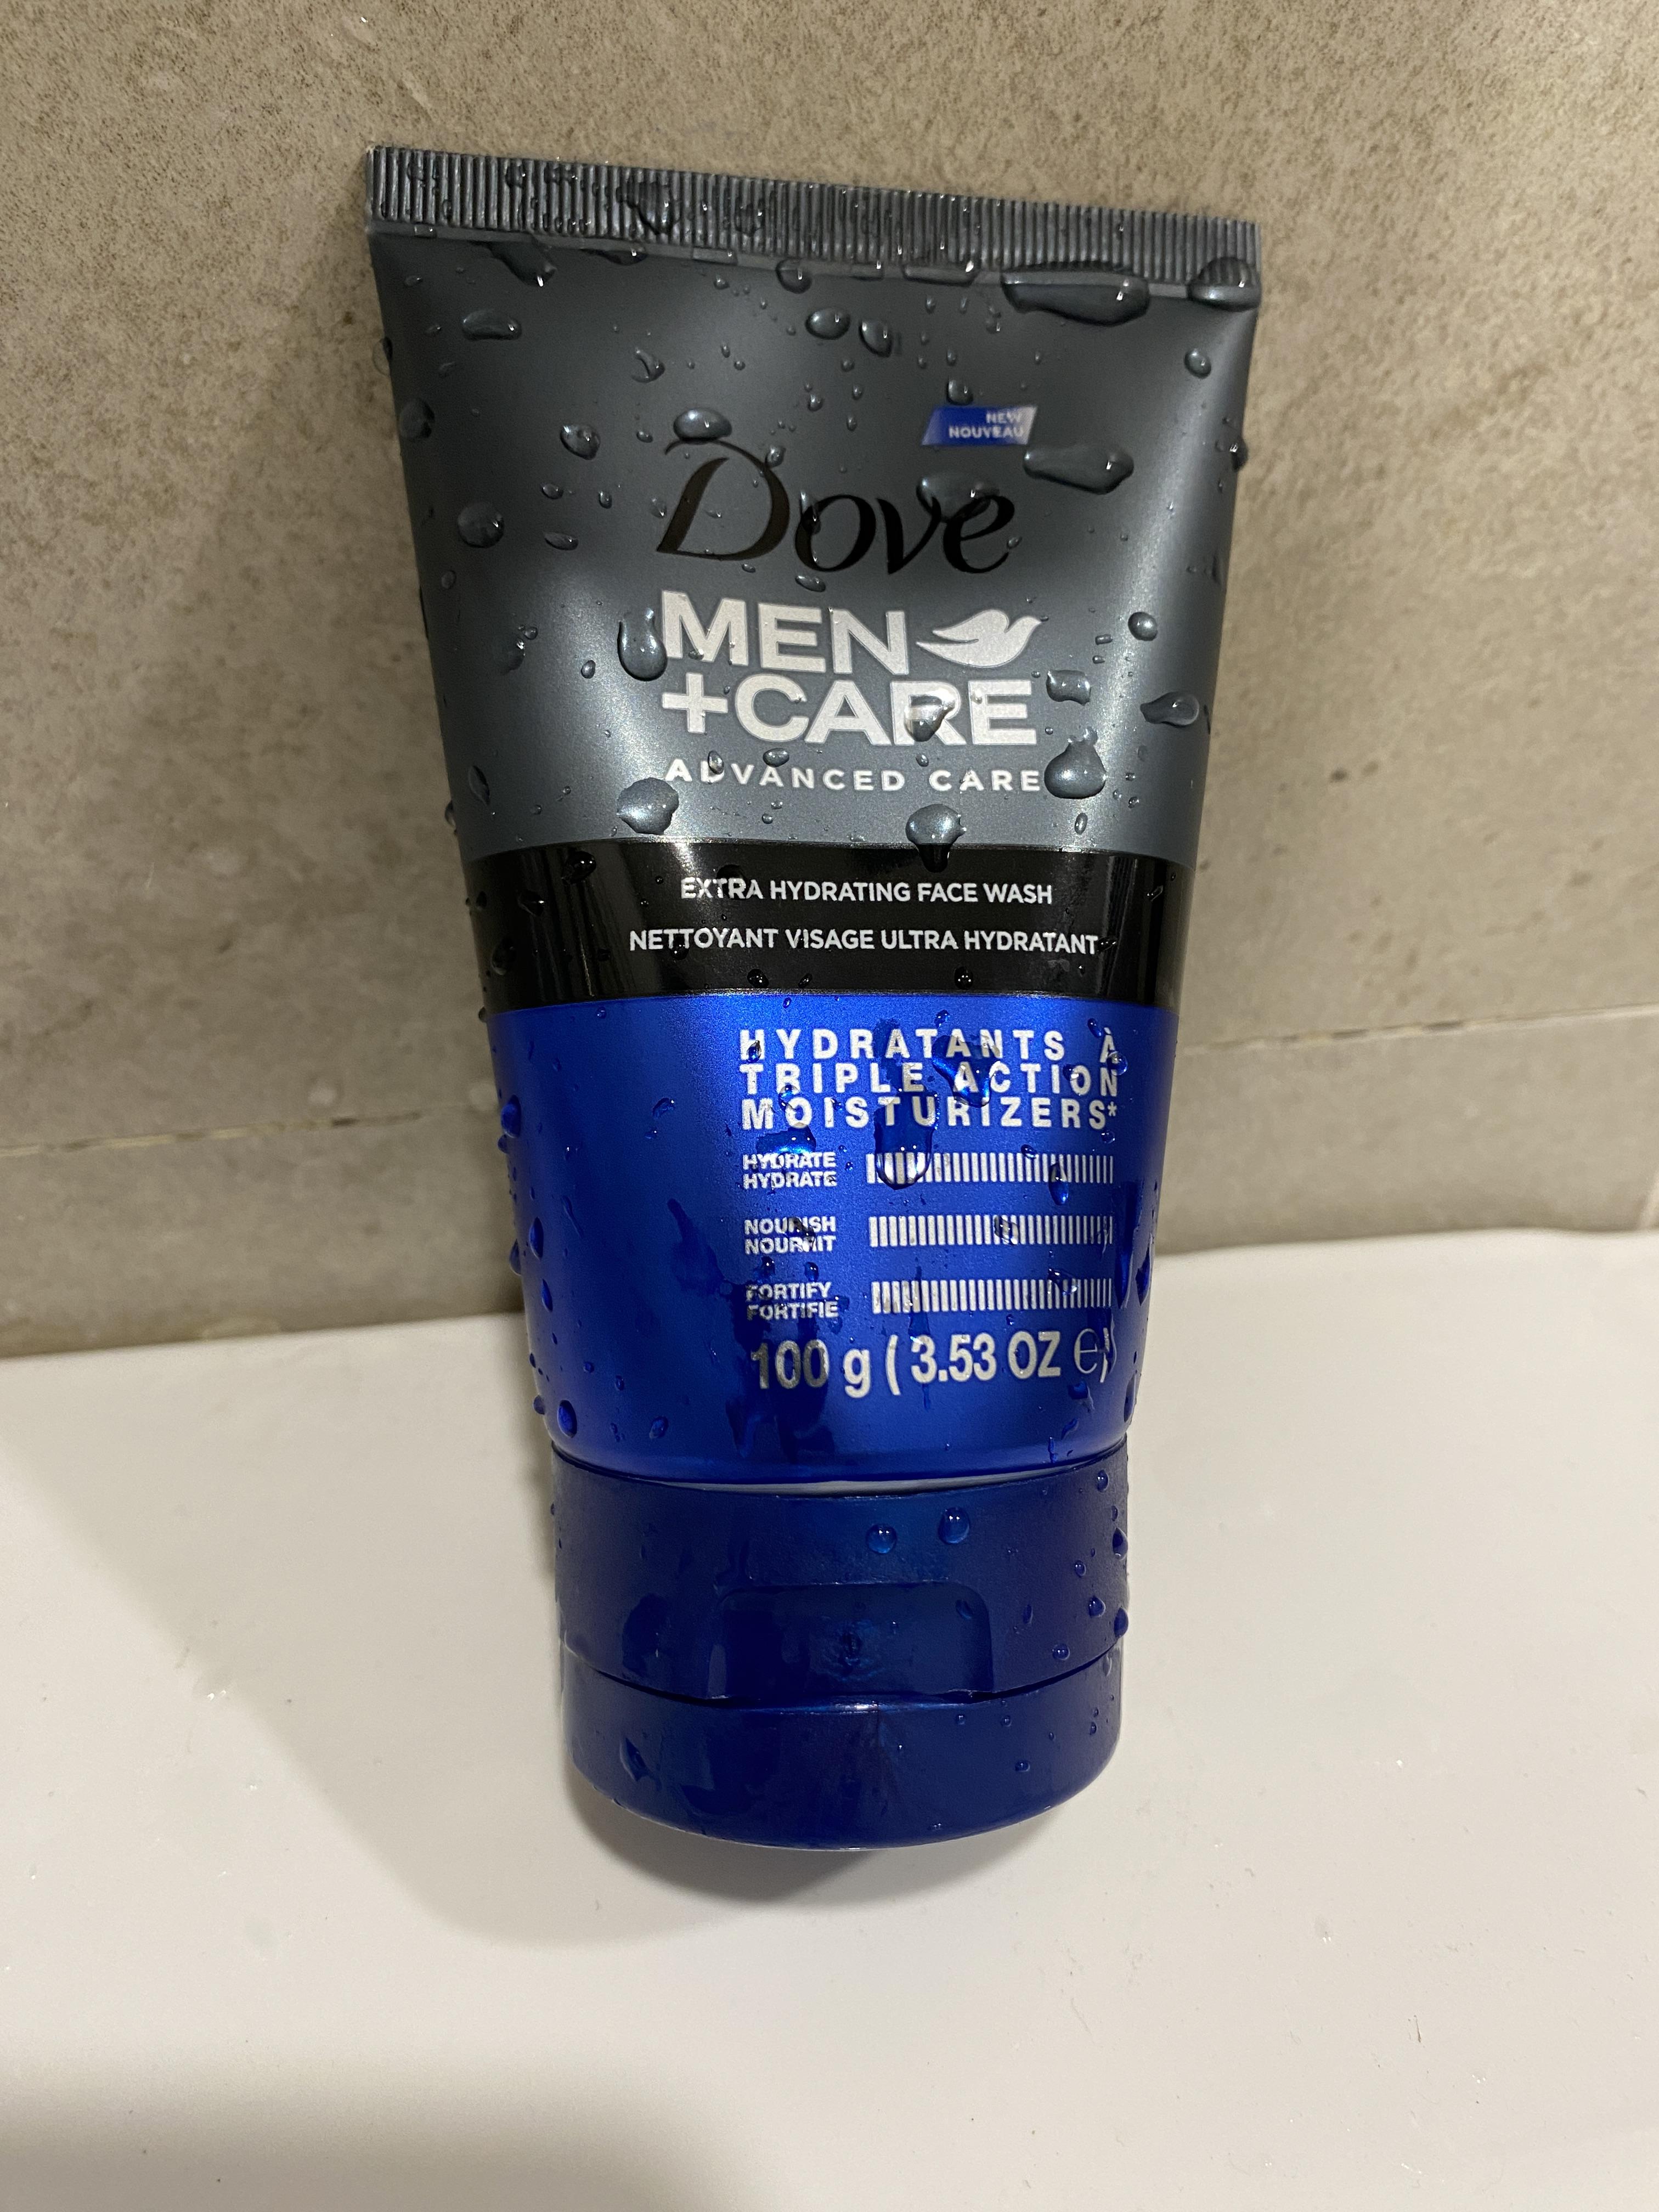 NEW
NOUVEAU
Dove
MEN
+CARE
ADVANCED CARE
EXTRA HYDRATING FACE WASH
NETTOYANT VISAGE ULTRA HYDRATANT
HYDRATANTS À
TRIPLE ACTION
MOISTURIZERS*
HYDRATE
HYDRATE
NOURISH
NOURRIT
FORTIFY
FORTIFIE
100 g (3.53 OZ ℮)